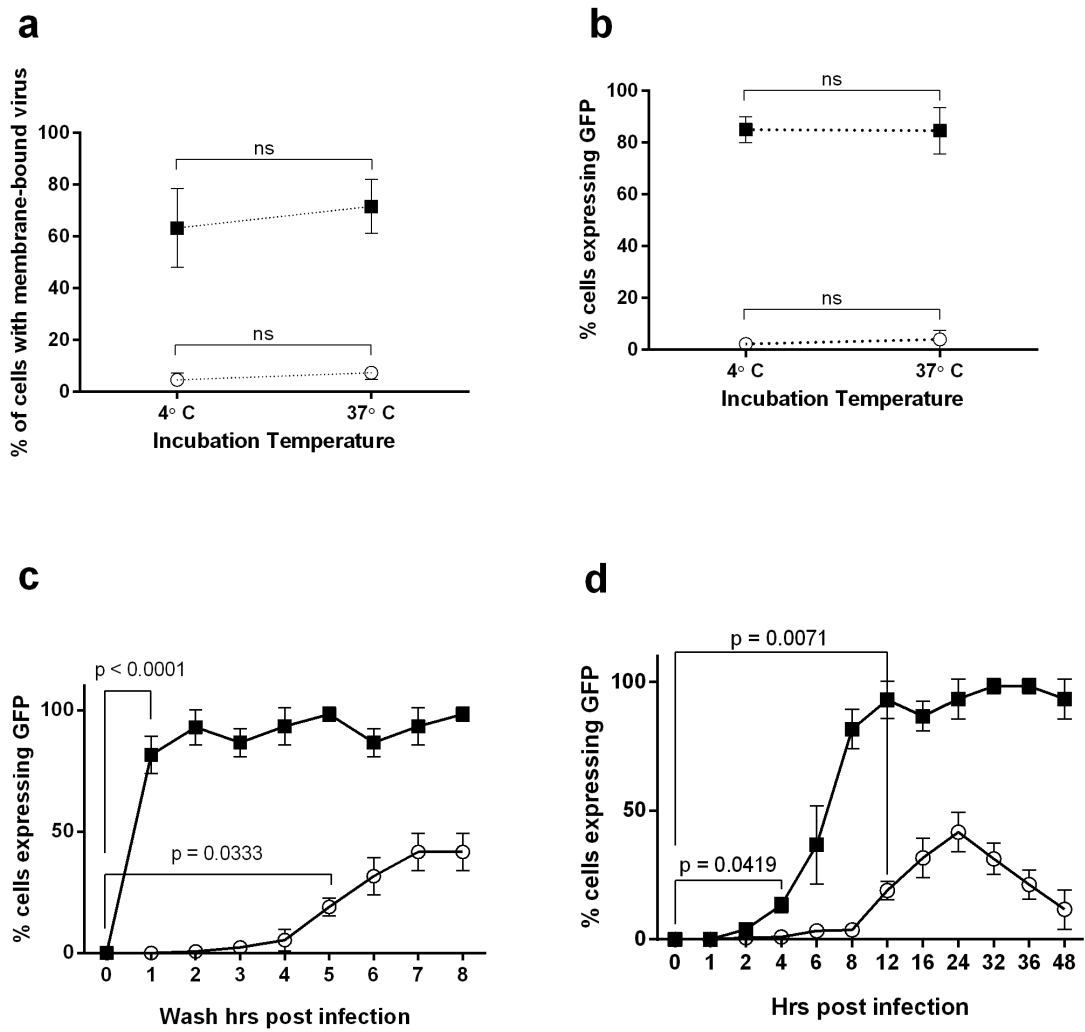 a
% of cells with membrane-bound virus
100
80
60
40
20
0
ns
ns
4° C
37° C
Incubation Temperature
b
% cells expressing GFP
100
80
60
40
20
0
ns
ns
4° C
37° C
Incubation Temperature
c
% cells expressing GFP
100
50
0
p < 0.0001
p = 0.0333
0 1 2 3 4 5 6 7 8
Wash hrs post infection
d
% cells expressing GFP
100
50
0
p = 0.0071
p = 0.0419
0 1 2 4 6 8 12 16 24 32 36 48
Hrs post infection